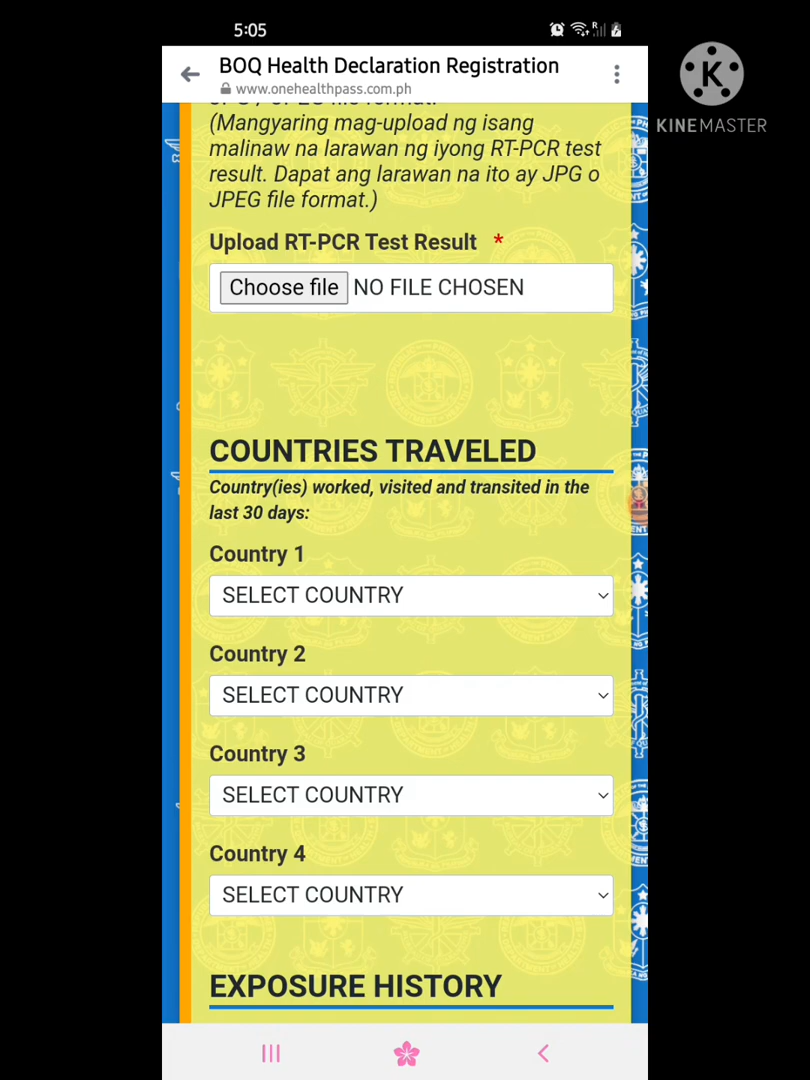 5:05
BOQ Health Declaration Registration
www.onehealthpass.com.ph
K
KINEMASTER
(Mangyaring mag-upload ng isang
malinaw na larawan ng iyong RT-PCR test
result. Dapat ang larawan na ito ay JPG o
JPEG file format.)
Upload RT-PCR Test Result *
Choose file NO FILE CHOSEN
COUNTRIES TRAVELED
Country(ies) worked, visited and transited in the
last 30 days:
Country 1
SELECT COUNTRY
Country 2
SELECT COUNTRY
Country 3
SELECT COUNTRY
Country 4
SELECT COUNTRY
EXPOSURE HISTORY